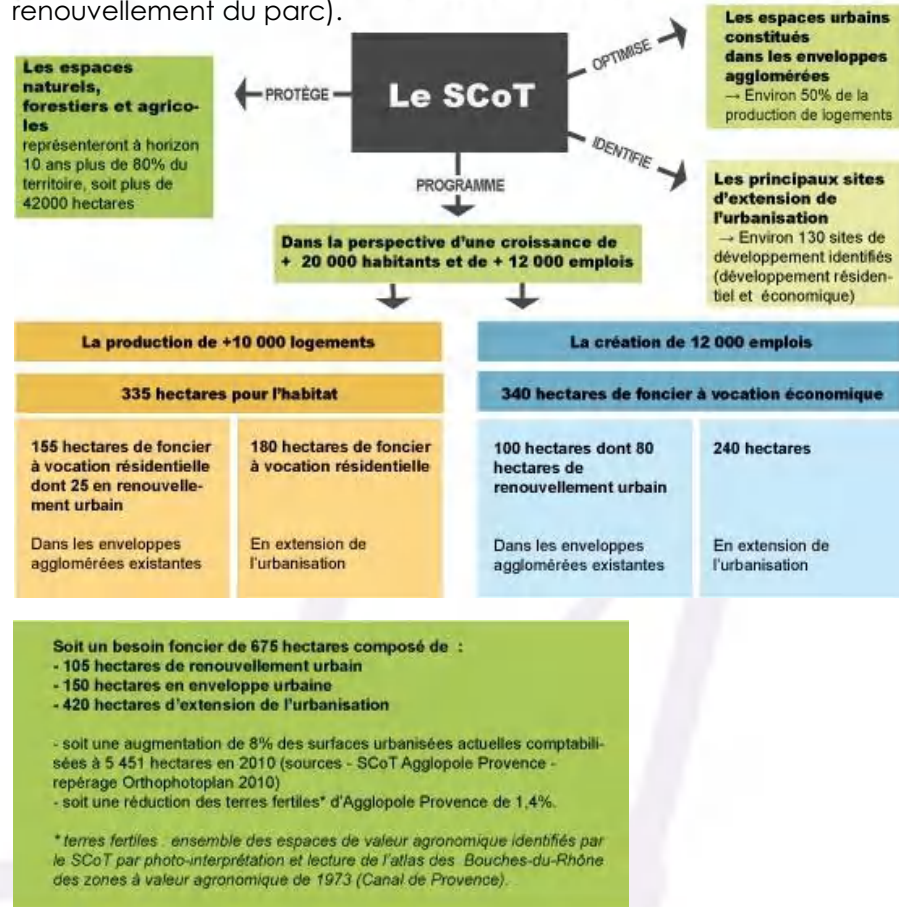 renouvellement du parc).
Les espaces
naturels,
forestiers et agrico-
les
représenteront à horizon
10 ans plus de 80% du
territoire, soit plus de
42000 hectares
PROTÈGE
Le SCoT
OPTIMISE
Les espaces urbains
constitués
dans les enveloppes
agglomérées
→ Environ 50% de la
production de logements
IDENTIFIE
Les principaux sites
d'extension de
l'urbanisation
→ Environ 130 sites de
développement identifiés
(développement résiden-
tiel et économique)
PROGRAMME
Dans la perspective d'une croissance de
+ 20 000 habitants et de + 12 000 emplois
La production de +10 000 logements
335 hectares pour l'habitat
155 hectares de foncier
à vocation résidentielle
dont 25 en renouvelle-
ment urbain
Dans les enveloppes
agglomérées existantes
180 hectares de foncier
à vocation résidentielle
En extension de
l'urbanisation
La création de 12 000 emplois
340 hectares de foncier à vocation économique
100 hectares dont 80
hectares de
renouvellement urbain
Dans les enveloppes
agglomérées existantes
240 hectares
En extension de
l'urbanisation
Soit un besoin foncier de 675 hectares composé de :
- 105 hectares de renouvellement urbain
- 150 hectares en enveloppe urbaine
- 420 hectares d'extension de l'urbanisation
- soit une augmentation de 8% des surfaces urbanisées actuelles comptabili-
sées à 5 451 hectares en 2010 (sources - SCoT Agglopole Provence -
repérage Orthophotoplan 2010)
- soit une réduction des terres fertiles* d'Agglopole Provence de 1,4%.
* terres fertiles : ensemble des espaces de valeur agronomique identifiés par
le SCoT par photo-interprétation et lecture de l'atlas des Bouches-du-Rhône
des zones à valeur agronomique de 1973 (Canal de Provence).